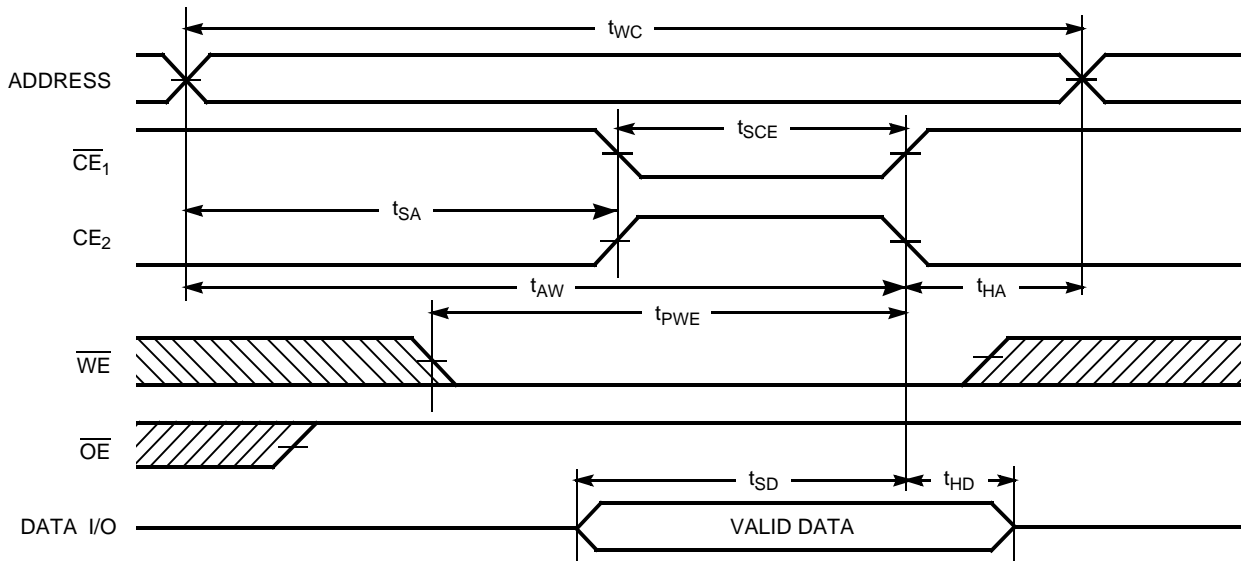 tWC
ADDRESS
tSCE
CE1
tSA
CE2
tAW
tHA
tPWE
WE
OE
tSD
tHD
DATA I/O
VALID DATA